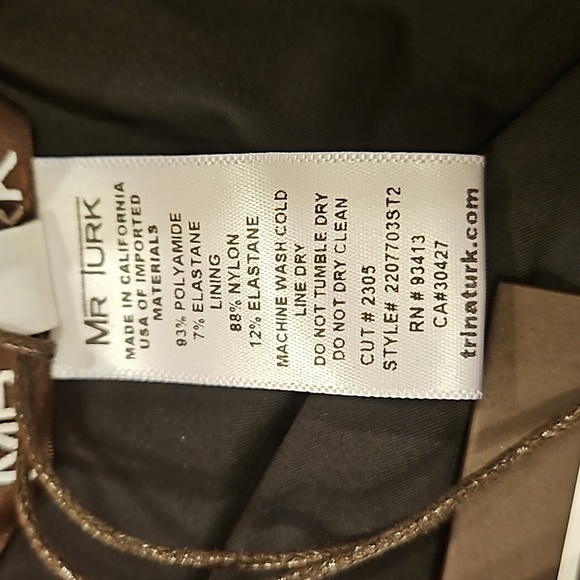 MR TURK
MADE IN CALIFORNIA
USA OF IMPORTED
MATERIALS
93% POLYAMIDE
7% ELASTANE
LINING
88% NYLON
12% ELASTANE
MACHINE WASH COLD
LINE DRY
DO NOT TUMBLE DRY
DO NOT DRY CLEAN
CUT # 2305
STYLE# 2207703ST2
RN # 93413
CA#30427
trinaturk.com